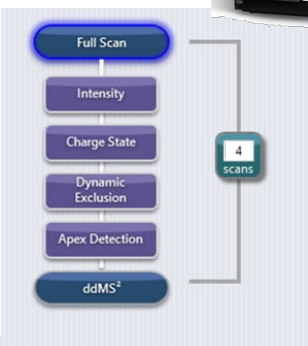 Full Scan
Intensity
Charge State
Dynamic
Exclusion
Apex Detection
ddMS²
4
scans